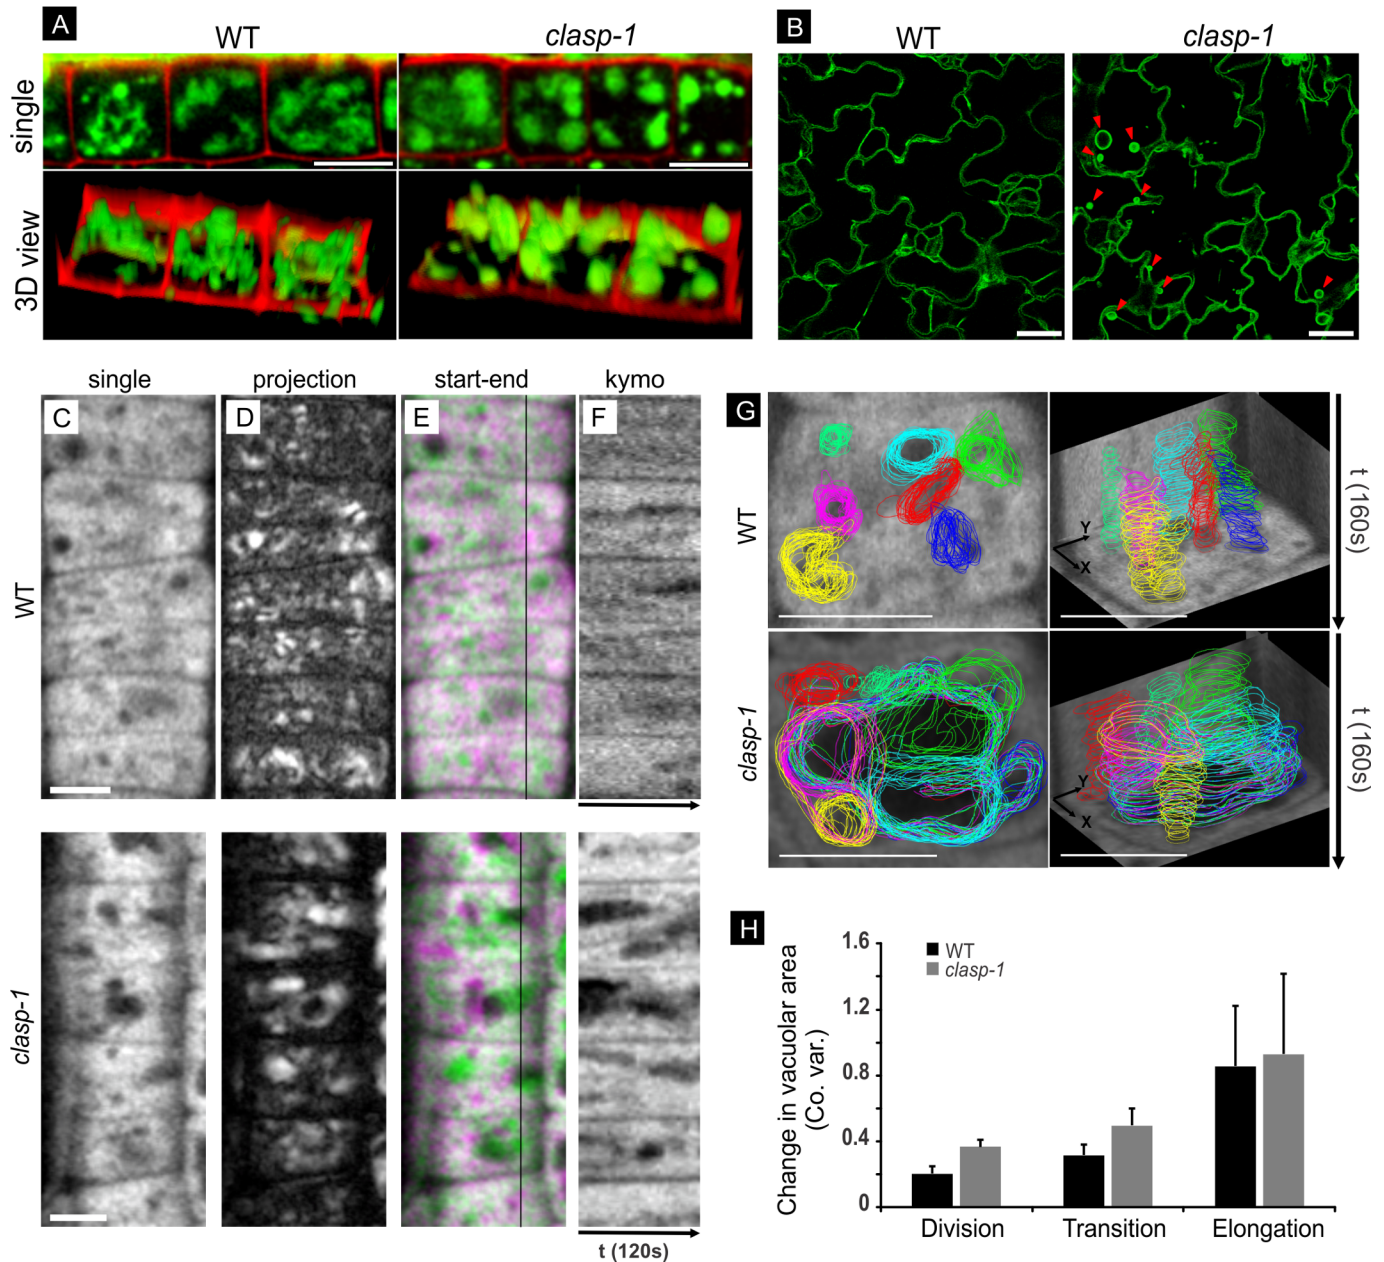 A
WT
clasp-1
single
3D view
B
WT
clasp-1
single
projection
start-end
kymo
C
D
E
F
WT
clasp-1
t (120s)
G
WT
Y
X
t (160s)
clasp-1
Y
X
t (160s)
H
Change in vacuolar area
(Co. var.)
1.6
1.2
0.8
0.4
0
WT
clasp-1
Division
Transition
Elongation